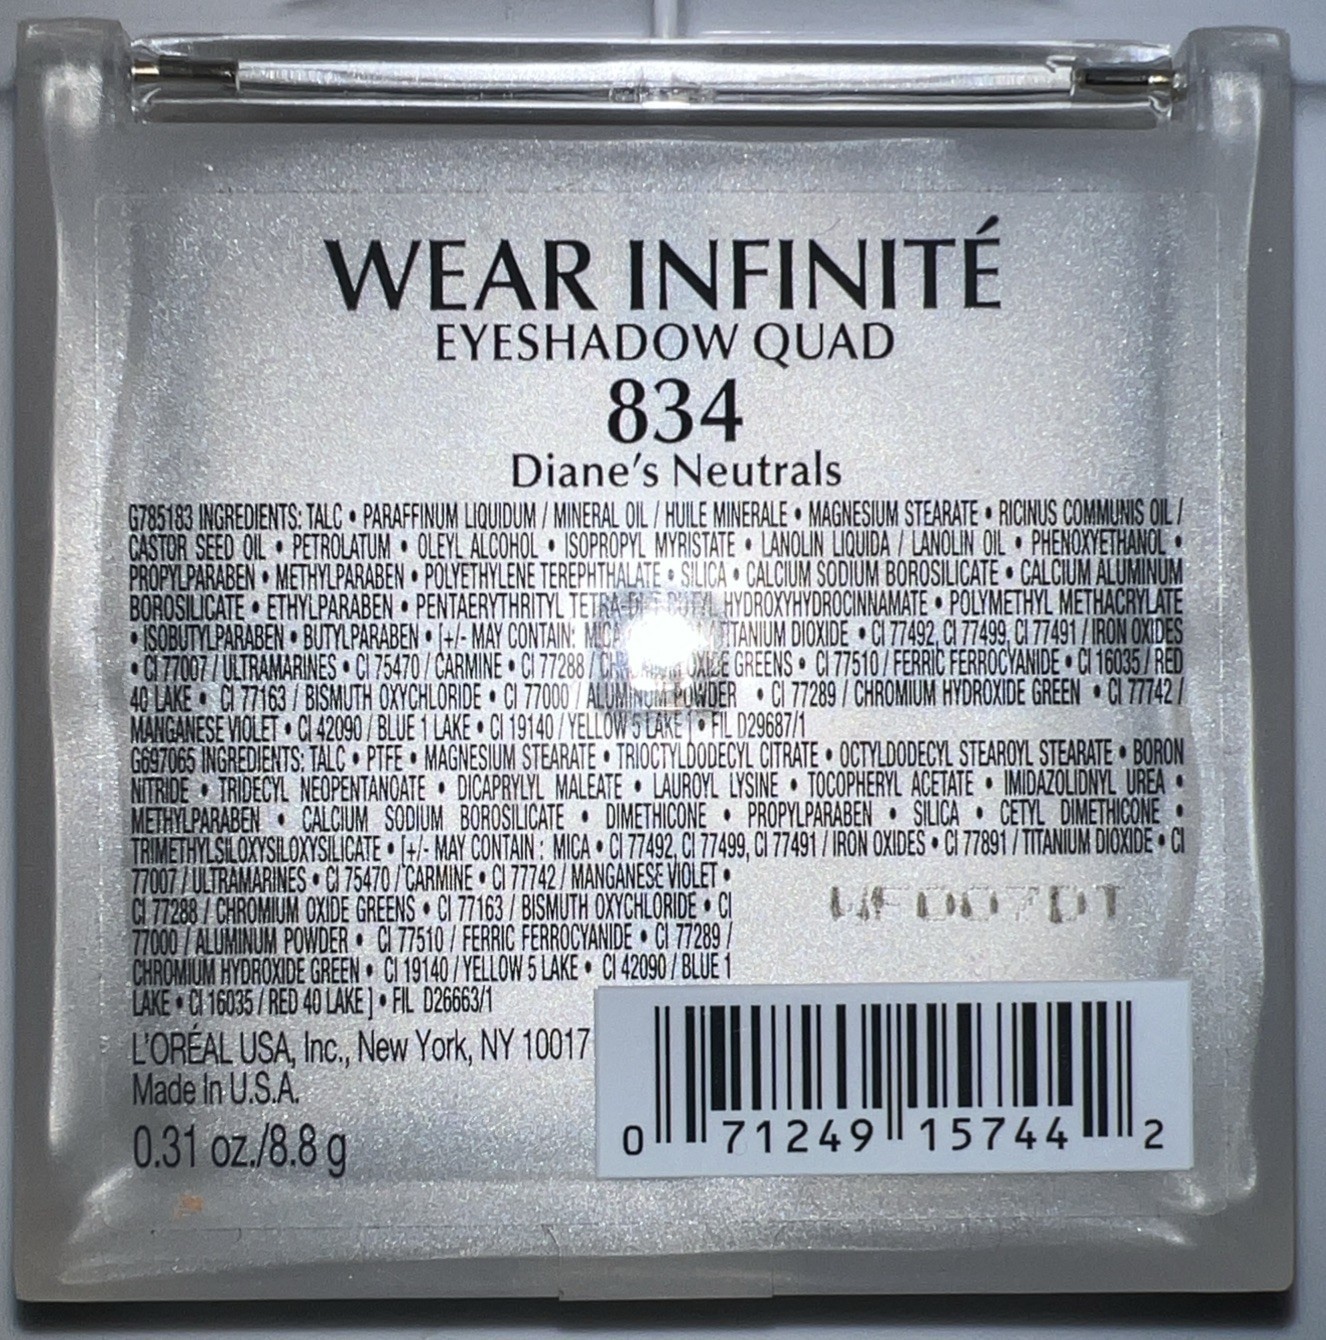 WEAR INFINITÉ
EYESHADOW QUAD
834
Diane's Neutrals
G785183 INGREDIENTS: TALC • PARAFFINUM LIQUIDUM / MINERAL OIL / HUILE MINERALE • MAGNESIUM STEARATE • RICINUS COMMUNIS OIL /
CASTOR SEED OIL • PETROLATUM • OLEYL ALCOHOL • ISOPROPYL MYRISTATE • LANOLIN LIQUIDA / LANOLIN OIL • PHENOXYETHANOL •
PROPYLPARABEN • METHYLPARABEN • POLYETHYLENE TEREPHTHALATE • SILICA • CALCIUM SODIUM BOROSILICATE • CALCIUM ALUMINUM
BOROSILICATE • ETHYLPARABEN • PENTAERYTHRITYL TETRA-DI-T-BUTYL HYDROXYHYDROCINNAMATE • POLYMETHYL METHACRYLATE
• ISOBUTYLPARABEN • BUTYLPARABEN • [+/- MAY CONTAIN: MICA TITANIUM DIOXIDE • CI 77492, CI 77499, CI 77491 / IRON OXIDES
• CI 77007 / ULTRAMARINES • CI 75470 / CARMINE • CI 77288 / CHROMIUM OXIDE GREENS • CI 77510 / FERRIC FERROCYANIDE • CI 16035 / RED
40 LAKE • CI 77163 / BISMUTH OXYCHLORIDE • CI 77000 / ALUMINUM POWDER • CI 77289 / CHROMIUM HYDROXIDE GREEN • CI 77742 /
MANGANESE VIOLET • CI 42090 / BLUE 1 LAKE • CI 19140 / YELLOW 5 LAKE ] • FIL D29687/1
G697065 INGREDIENTS: TALC • PTFE • MAGNESIUM STEARATE • TRIOCTYLDODECYL CITRATE • OCTYLDODECYL STEAROYL STEARATE • BORON
NITRIDE • TRIDECYL NEOPENTANOATE • DICAPRYLYL MALEATE • LAUROYL LYSINE • TOCOPHERYL ACETATE • IMIDAZOLIDNYL UREA •
METHYLPARABEN • CALCIUM SODIUM BOROSILICATE • DIMETHICONE • PROPYLPARABEN • SILICA • CETYL DIMETHICONE •
TRIMETHYLSILOXYSILOXYSILICATE • [+/- MAY CONTAIN : MICA • CI 77492, CI 77499, CI 77491 / IRON OXIDES • CI 77891 / TITANIUM DIOXIDE • CI
77007 / ULTRAMARINES • CI 75470 / CARMINE • CI 77742 / MANGANESE VIOLET •
CI 77288 / CHROMIUM OXIDE GREENS • CI 77163 / BISMUTH OXYCHLORIDE • CI
77000 / ALUMINUM POWDER • CI 77510 / FERRIC FERROCYANIDE • CI 77289 /
CHROMIUM HYDROXIDE GREEN • CI 19140 / YELLOW 5 LAKE • CI 42090 / BLUE 1
LAKE • CI 16035 / RED 40 LAKE ] • FIL D26663/1
L'ORÉAL USA, Inc., New York, NY 10017
Made In U.S.A.
0.31 oz./8.8 g
0 71249 15744 2